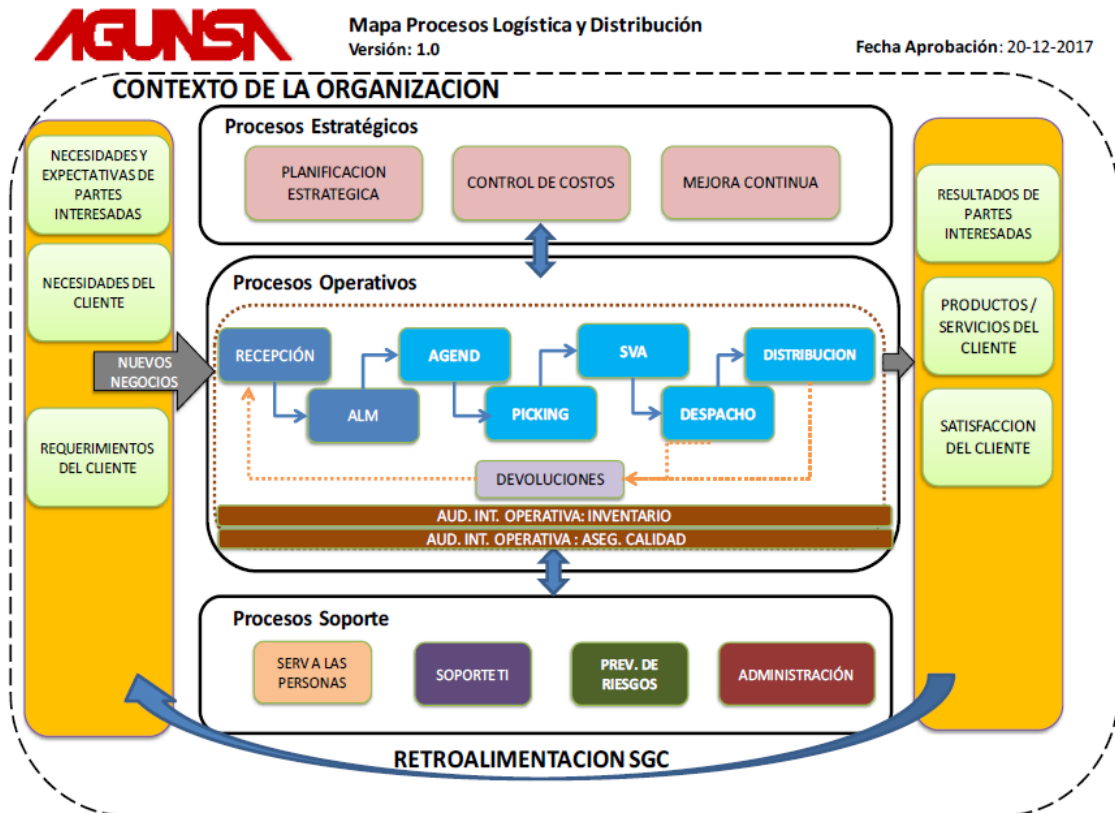 AGUNSA
Mapa Procesos Logística y Distribución
Versión: 1.0
Fecha Aprobación: 20-12-2017
CONTEXTO DE LA ORGANIZACION
NECESIDADES Y
EXPECTATIVAS DE
PARTES
INTERESADAS
NECESIDADES DEL
CLIENTE
NUEVOS
NEGOCIOS
REQUERIMIENTOS
DEL CLIENTE
Procesos Estratégicos
PLANIFICACION
ESTRATEGICA
CONTROL DE COSTOS
MEJORA CONTINUA
Procesos Operativos
RECEPCIÓN
ALM
AGEND
PICKING
SVA
DESPACHO
DISTRIBUCION
DEVOLUCIONES
AUD. INT. OPERATIVA: INVENTARIO
AUD. INT. OPERATIVA : ASEG. CALIDAD
Procesos Soporte
SERV A LAS
PERSONAS
SOPORTE TI
PREV. DE
RIESGOS
ADMINISTRACIÓN
RESULTADOS DE
PARTES
INTERESADAS
PRODUCTOS /
SERVICIOS DEL
CLIENTE
SATISFACCION
DEL CLIENTE
RETROALIMENTACION SGC